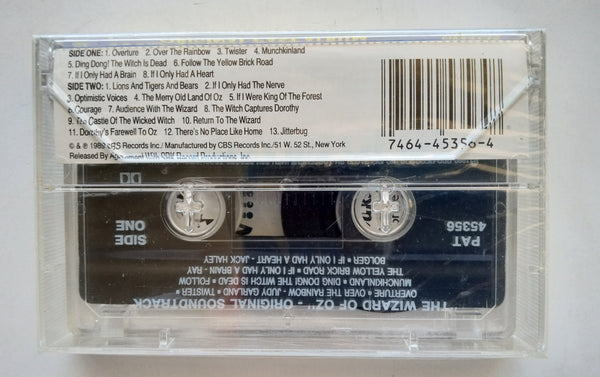 SIDE ONE: 1. Overture 2. Over The Rainbow 3. Twister 4. Munchkinland
5. Ding Dong! The Witch Is Dead 6. Follow The Yellow Brick Road
7. If I Only Had A Brain 8. If I Only Had A Heart
SIDE TWO: 1. Lions And Tigers And Bears 2. If I Only Had The Nerve
3. Optimistic Voices 4. The Merry Old Land Of Oz 5. If I Were King Of The Forest
6. Courage 7. Audience With The Wizard 8. The Witch Captures Dorothy
9. The Castle Of The Wicked Witch 10. Return To The Wizard
11. Dorothy's Farewell To Oz 12. There's No Place Like Home 13. Jitterbug
© & ℗ 1989 CBS Records Inc./ Manufactured by CBS Records Inc./51 W. 52 St., New York
Released By Agreement With Record Productions, Inc.
7464-45356-4
"THE WIZARD OF OZ" - ORIGINAL SOUNDTRACK
OVERTURE • OVER THE RAINBOW - JUDY GARLAND • TWISTER
MUNCHKINLAND • DING DONG! THE WITCH IS DEAD • FOLLOW
THE YELLOW BRICK ROAD • IF I ONLY HAD A BRAIN - RAY
BOLGER • IF I ONLY HAD A HEART - JACK HALEY
PAT
45356
SIDE
ONE